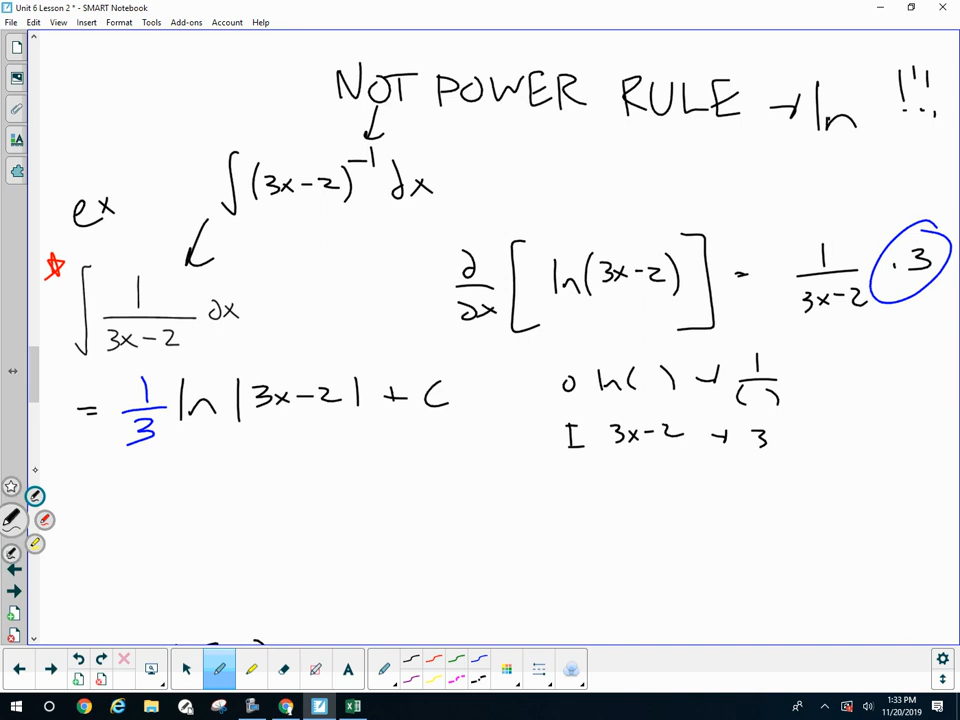 Unit 6 Lesson 2 * - SMART Notebook
File Edit View Insert Format Tools Add-ons Account Help
NOT POWER RULE → ln !!!
∫(3x-2)^-1 dx
ex
∫ 1/(3x-2) dx
d/dx [ln(3x-2)] = 1/(3x-2) · 3
= 1/3 ln|3x-2| + C
O ln( ) → 1/( )
I 3x-2 → 3
A
1:33 PM
11/20/2019